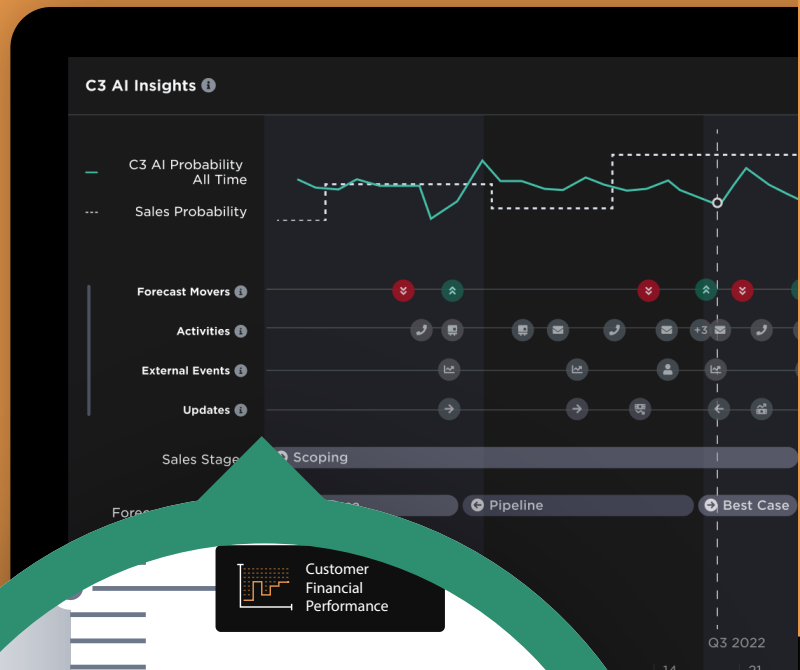 C3 AI Insights
C3 AI Probability
All Time
Sales Probability
Forecast Movers
Activities
+3
External Events
Updates
Sales Stage
Scoping
Pipeline
Best Case
Customer
Financial
Performance
Q3 2022
14
21